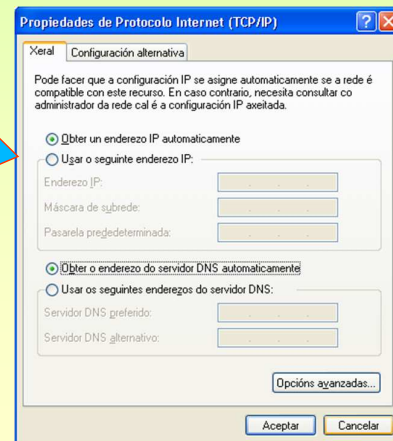 Propiedades de Protocolo Internet (TCP/IP)
Xeral
Configuración alternativa
Pode facer que a configuración IP se asigne automaticamente se a rede é
compatible con este recurso. En caso contrario, necesita consultar co
administrador da rede cal é a configuración IP axeitada.
Obter un enderezo IP automaticamente
Usar o seguinte enderezo IP:
Enderezo IP:
Máscara de subrede:
Pasarela prededeterminada:
Obter o enderezo do servidor DNS automaticamente
Usar os seguintes enderezos do servidor DNS:
Servidor DNS preferido:
Servidor DNS alternativo:
Opcións avanzadas...
Aceptar
Cancelar